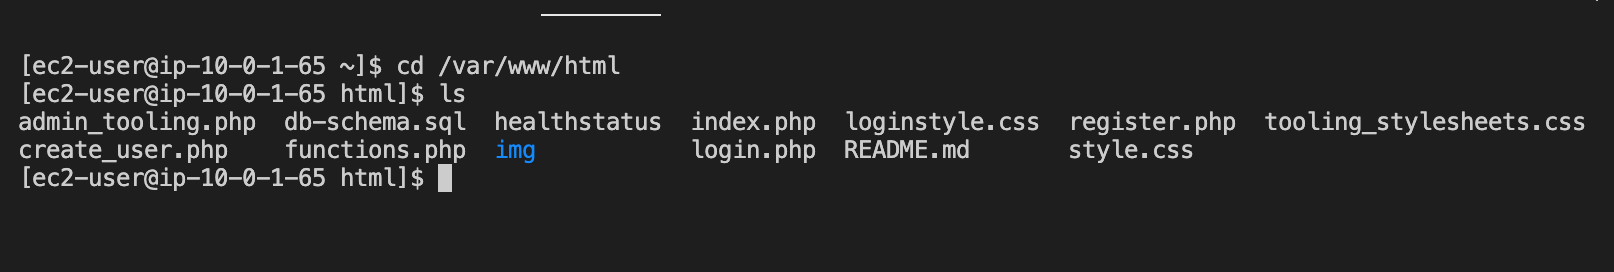 [ec2-user@ip-10-0-1-65 ~]$ cd /var/www/html
[ec2-user@ip-10-0-1-65 html]$ ls
admin_tooling.php  db-schema.sql  healthstatus  index.php  loginstyle.css  register.php  tooling_stylesheets.css
create_user.php    functions.php  img           login.php  README.md       style.css
[ec2-user@ip-10-0-1-65 html]$